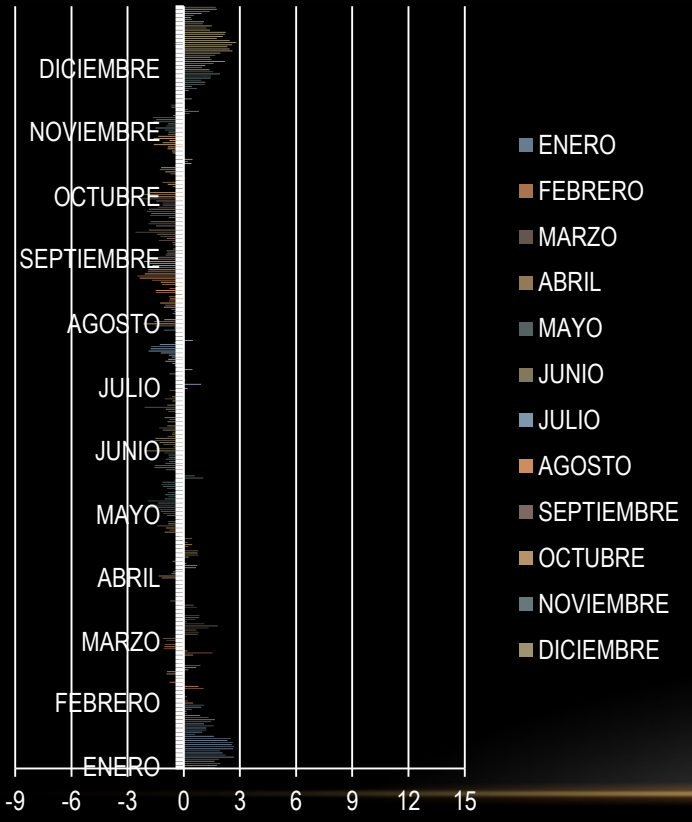 DICIEMBRE
NOVIEMBRE
OCTUBRE
SEPTIEMBRE
AGOSTO
JULIO
JUNIO
MAYO
ABRIL
MARZO
FEBRERO
ENERO
-9 -6 -3 0 3 6 9 12 15
ENERO
FEBRERO
MARZO
ABRIL
MAYO
JUNIO
JULIO
AGOSTO
SEPTIEMBRE
OCTUBRE
NOVIEMBRE
DICIEMBRE